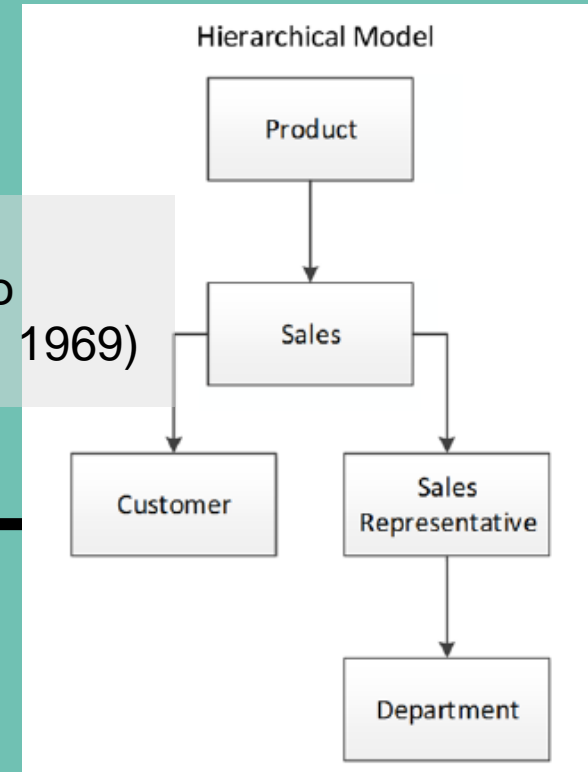 Hierarchical Model
Product
1969)
Sales
Customer
Sales
Representative
Department